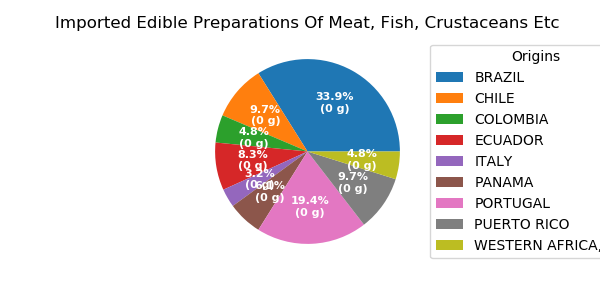 Imported Edible Preparations Of Meat, Fish, Crustaceans Etc
Origins
BRAZIL
CHILE
COLOMBIA
ECUADOR
ITALY
PANAMA
PORTUGAL
PUERTO RICO
WESTERN AFRICA,
33.9%
(0 g)
9.7%
(0 g)
4.8%
(0 g)
8.3%
(0 g)
3.2%
(0 g)
(0 g)
19.4%
(0 g)
9.7%
(0 g)
4.8%
(0 g)